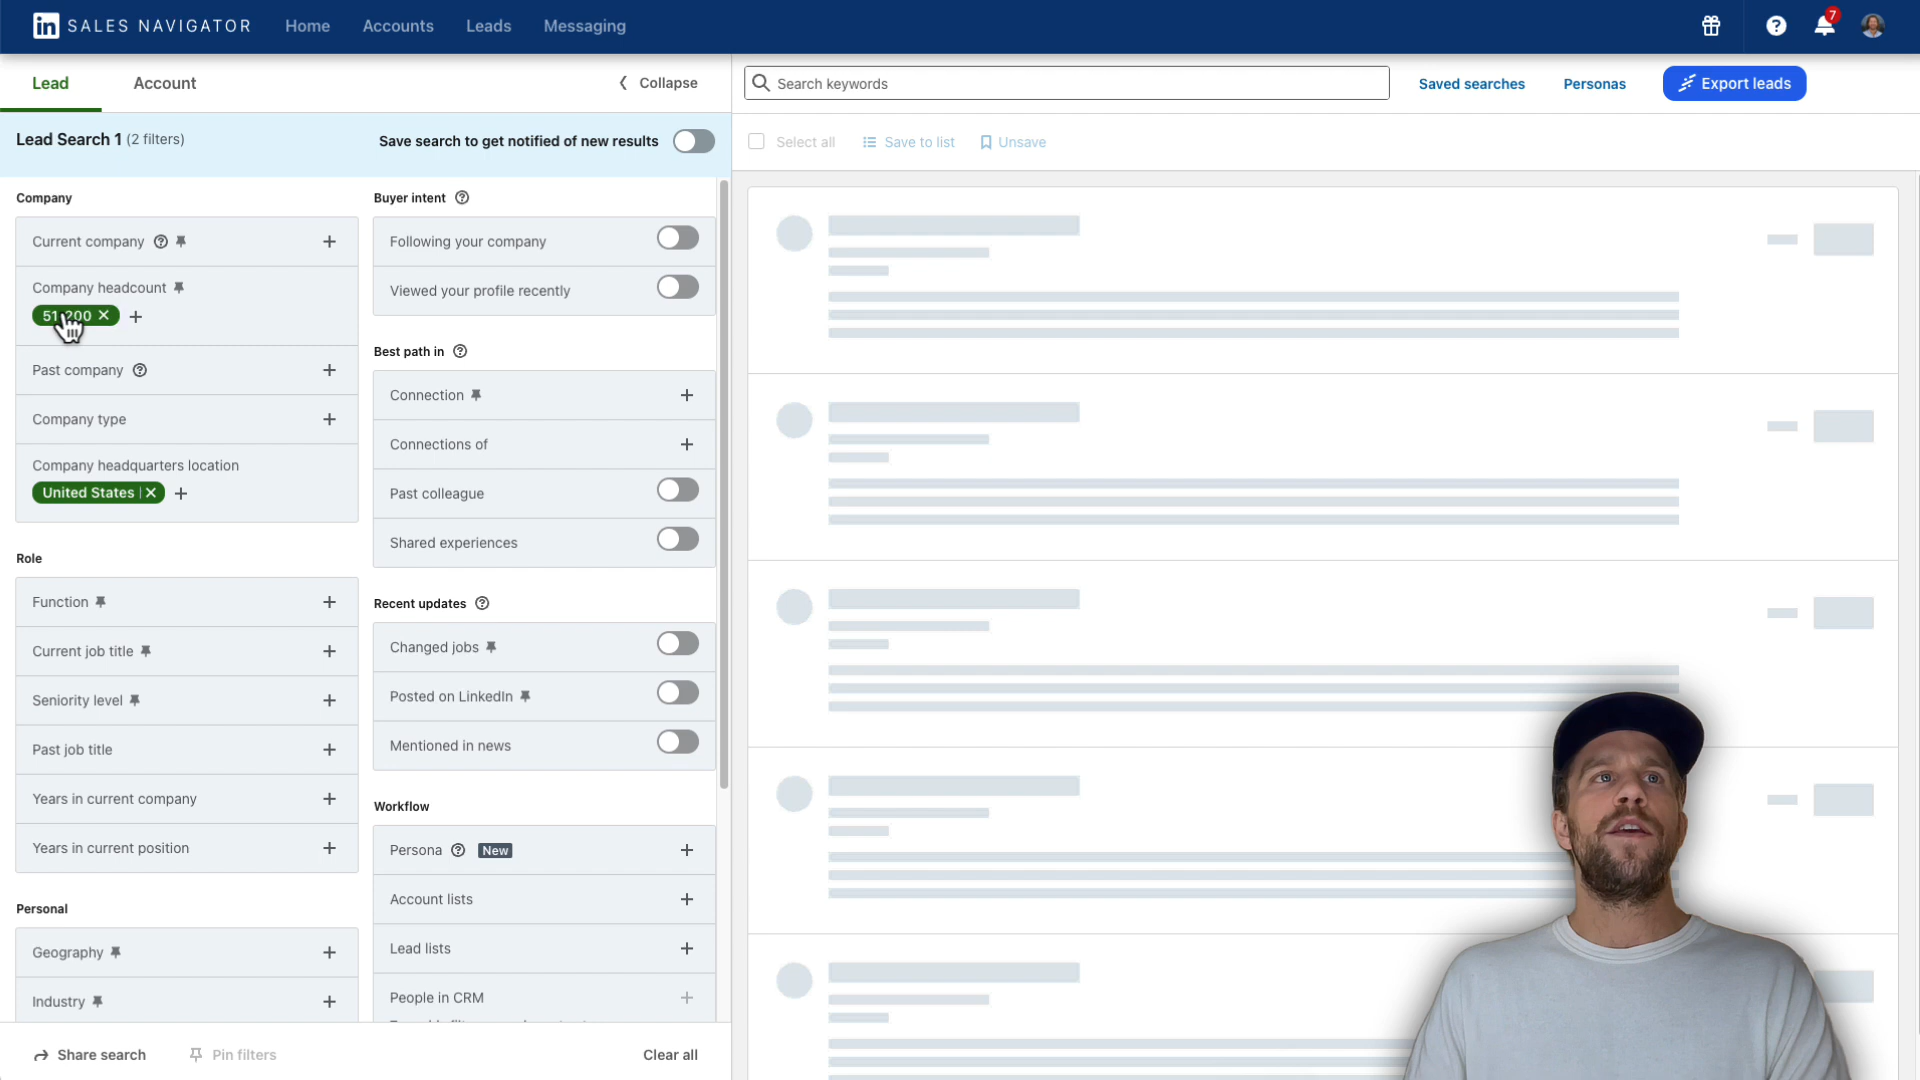 in SALES NAVIGATOR Home Accounts Leads Messaging
7
Lead Account Collapse
Search keywords
Saved searches Personas Export leads
Lead Search 1 (2 filters) Save search to get notified of new results
Select all Save to list Unsave
Company
Current company
Company headcount
Past company
Company type
Company headquarters location
United States
Role
Function
Current job title
Seniority level
Past job title
Years in current company
Years in current position
Personal
Geography
Industry
Buyer intent
Following your company
Viewed your profile recently
Best path in
Connection
Connections of
Past colleague
Shared experiences
Recent updates
Changed jobs
Posted on LinkedIn
Mentioned in news
Workflow
Persona New
Account lists
Lead lists
People in CRM
Share search Pin filters Clear all